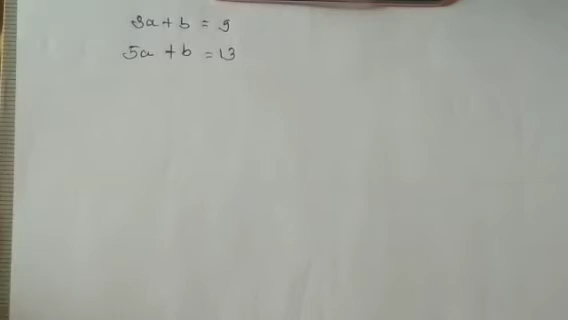 3a + b = 9
5a + b = 13